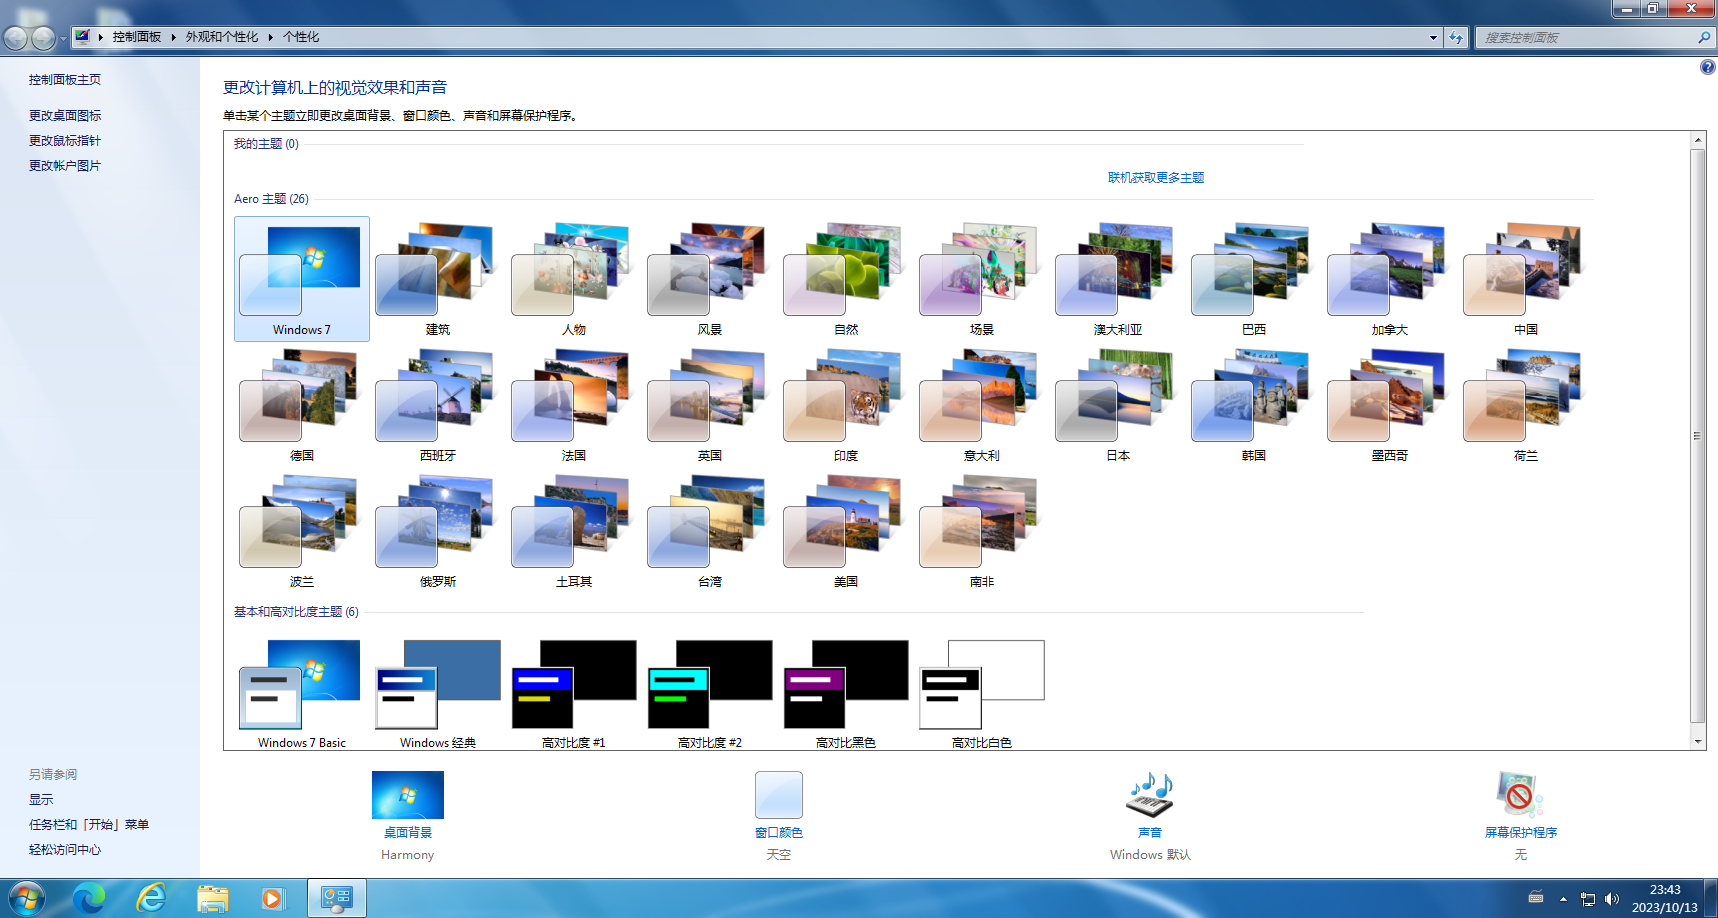 控制面板 外观和个性化 个性化
搜索控制面板
控制面板主页
更改桌面图标
更改鼠标指针
更改帐户图片
更改计算机上的视觉效果和声音
单击某个主题立即更改桌面背景、窗口颜色、声音和屏幕保护程序。
我的主题 (0)
联机获取更多主题
Aero 主题 (26)
Windows 7 建筑 人物 风景 自然 场景 澳大利亚 巴西 加拿大 中国
德国 西班牙 法国 英国 印度 意大利 日本 韩国 墨西哥 荷兰
波兰 俄罗斯 土耳其 台湾 美国 南非
基本和高对比度主题 (6)
Windows 7 Basic Windows 经典 高对比度 #1 高对比度 #2 高对比黑色 高对比白色
另请参阅
显示
任务栏和「开始」菜单
轻松访问中心
桌面背景 窗口颜色 声音 屏幕保护程序
Harmony 天空 Windows 默认 无
23:43
2023/10/13